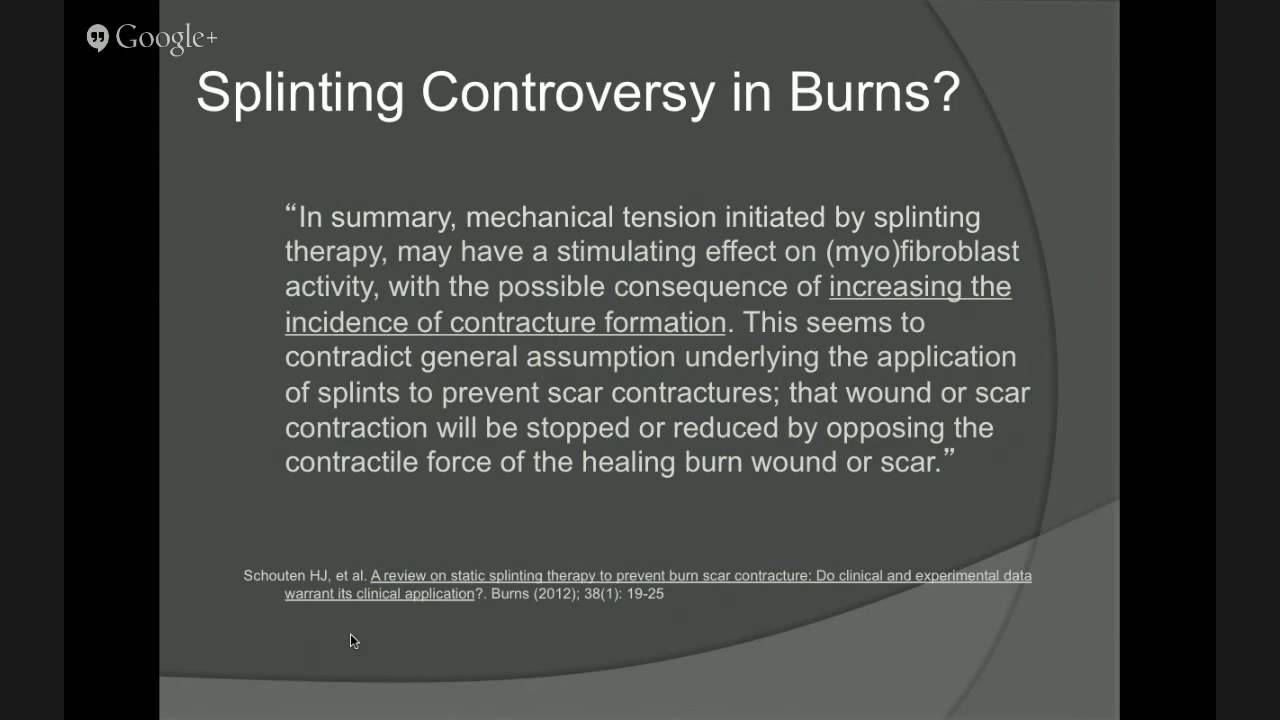 Google+
Splinting Controversy in Burns?
“In summary, mechanical tension initiated by splinting
therapy, may have a stimulating effect on (myo)fibroblast
activity, with the possible consequence of increasing the
incidence of contracture formation. This seems to
contradict general assumption underlying the application
of splints to prevent scar contractures; that wound or scar
contraction will be stopped or reduced by opposing the
contractile force of the healing burn wound or scar.”
Schouten HJ, et al. A review on static splinting therapy to prevent burn scar contracture: Do clinical and experimental data
warrant its clinical application?. Burns (2012); 38(1): 19-25